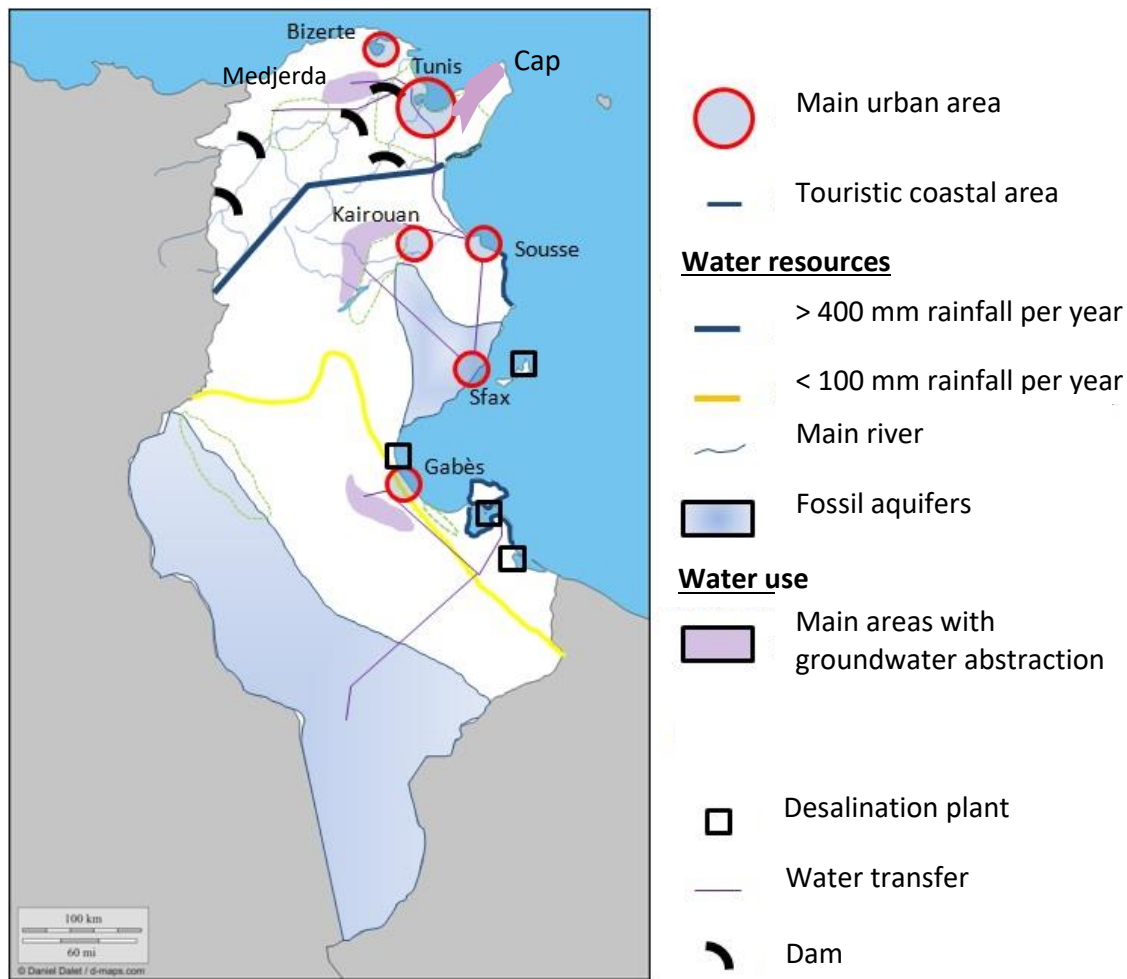 Bizerte
Tunis
Cap
Medjerda
Kairouan
Sousse
Sfax
Gabès
100 km
60 mi
© Daniel Dalet / d-maps.com
Main urban area
Touristic coastal area
Water resources
> 400 mm rainfall per year
< 100 mm rainfall per year
Main river
Fossil aquifers
Water use
Main areas with
groundwater abstraction
Desalination plant
Water transfer
Dam